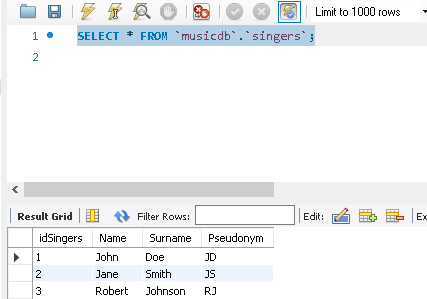 Limit to 1000 rows
1 SELECT * FROM `musicdb`.`singers`;
2
Result Grid Filter Rows: Edit: Ex
idSingers Name Surname Pseudonym
1 John Doe JD
2 Jane Smith JS
3 Robert Johnson RJ